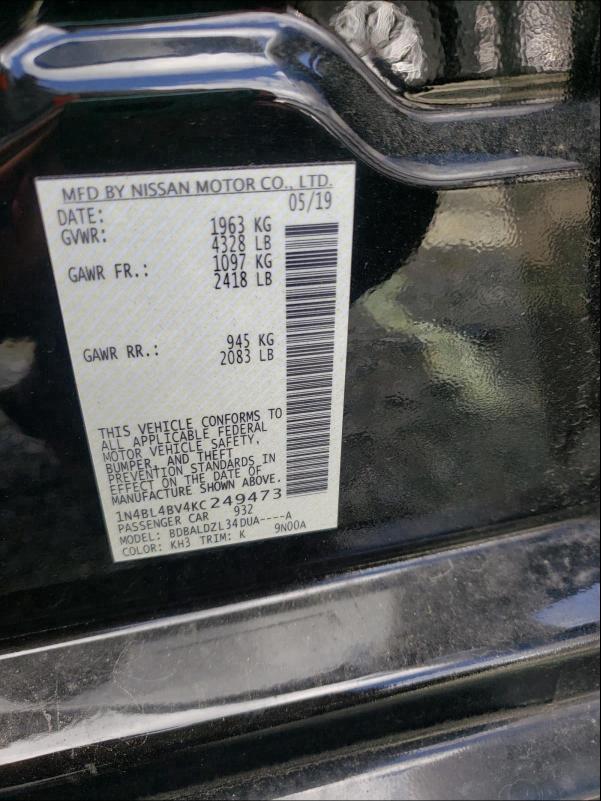 MFD BY NISSAN MOTOR CO., LTD.
DATE: 05/19
GVWR: 1963 KG
4328 LB
GAWR FR.: 1097 KG
2418 LB
GAWR RR.: 945 KG
2083 LB
THIS VEHICLE CONFORMS TO
ALL APPLICABLE FEDERAL
MOTOR VEHICLE SAFETY,
BUMPER, AND THEFT
PREVENTION STANDARDS IN
EFFECT ON THE DATE OF
MANUFACTURE SHOWN ABOVE.
1N4BL4BV4KC249473
PASSENGER CAR 932
MODEL: BDBALDZL34DUA----A
COLOR: KH3 TRIM: K 9N00A